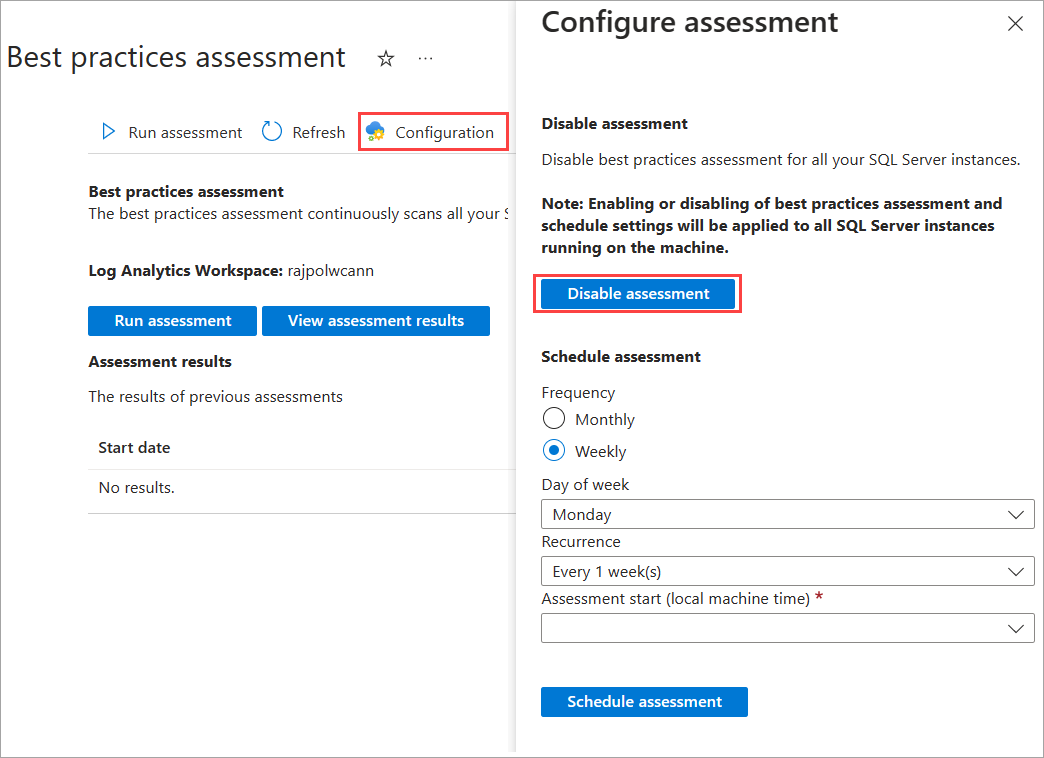 Best practices assessment
Run assessment
Refresh
Configuration
Best practices assessment
The best practices assessment continuously scans all your
Log Analytics Workspace: rajpolwcann
Run assessment
View assessment results
Assessment results
The results of previous assessments
Start date
No results.
Configure assessment
Disable assessment
Disable best practices assessment for all your SQL Server instances.
Note: Enabling or disabling of best practices assessment and
schedule settings will be applied to all SQL Server instances
running on the machine.
Disable assessment
Schedule assessment
Frequency
Monthly
Weekly
Day of week
Monday
Recurrence
Every 1 week(s)
Assessment start (local machine time) *
Schedule assessment